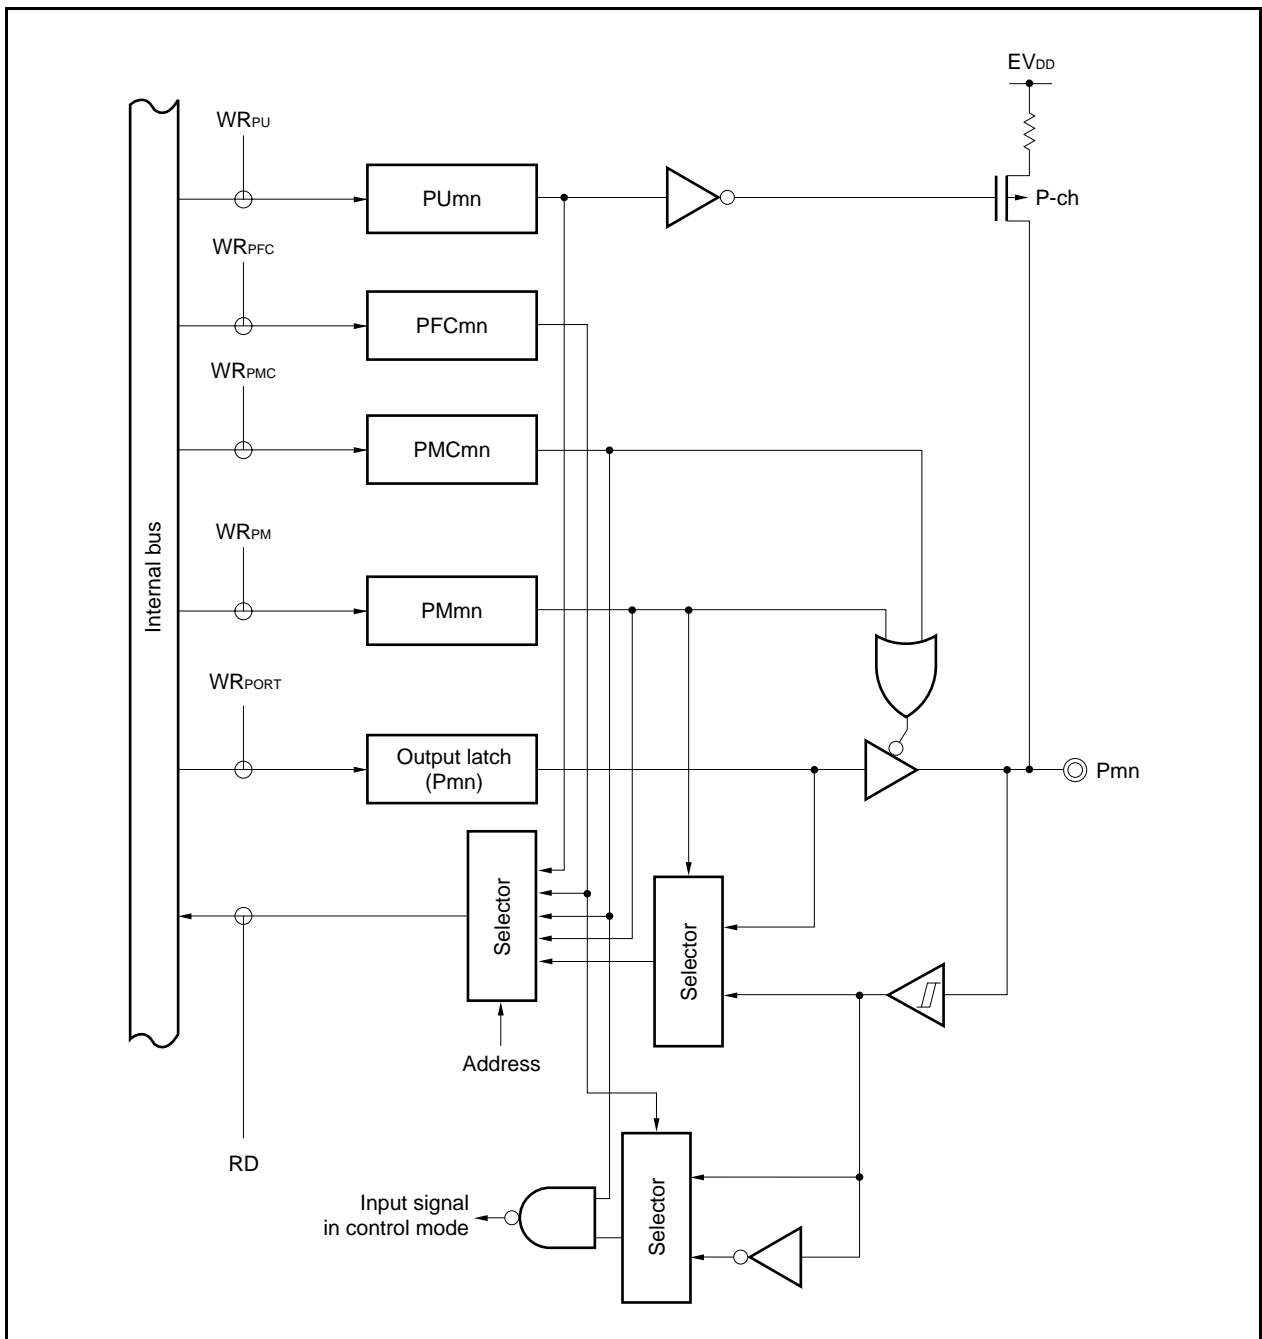 EVDD
WRPU
PUmn
P-ch
WRPFC
PFCmn
WRPMC
PMCmn
Internal bus
WRPM
PMmn
WRPORT
Output latch
(Pmn)
Pmn
Selector
Selector
Address
RD
Selector
Input signal
in control mode